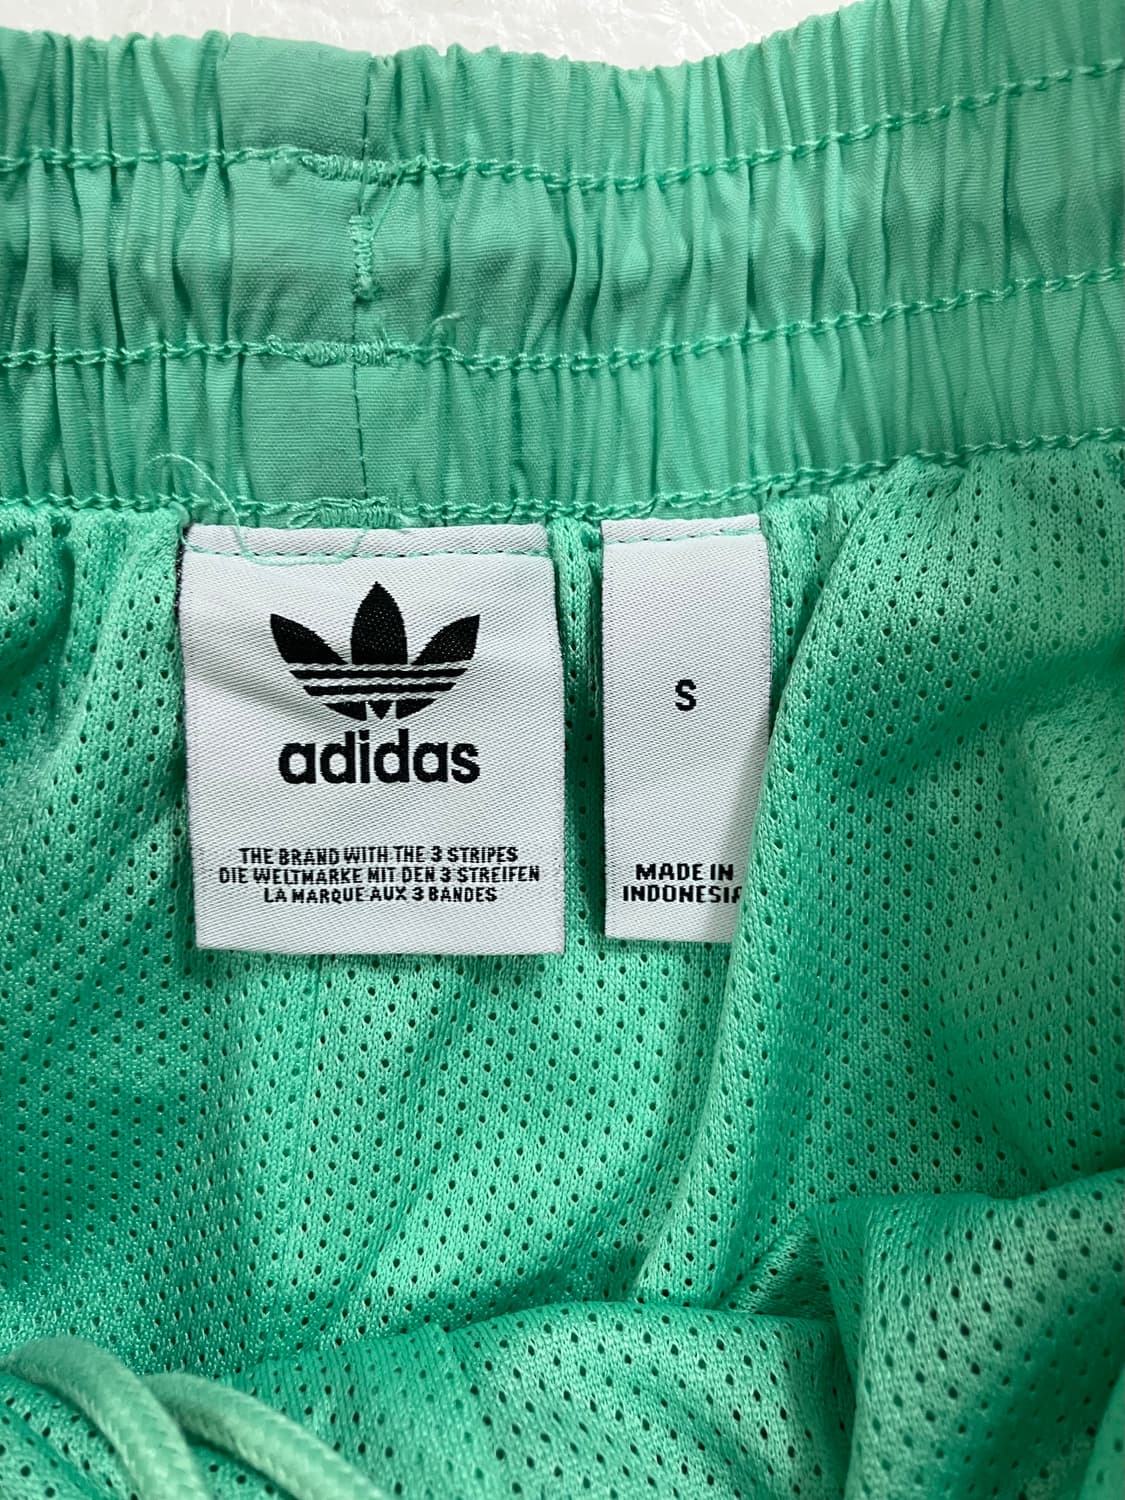 adidas
THE BRAND WITH THE 3 STRIPES
DIE WELTMARKE MIT DEN 3 STREIFEN
LA MARQUE AUX 3 BANDES
S
MADE IN
INDONESIA